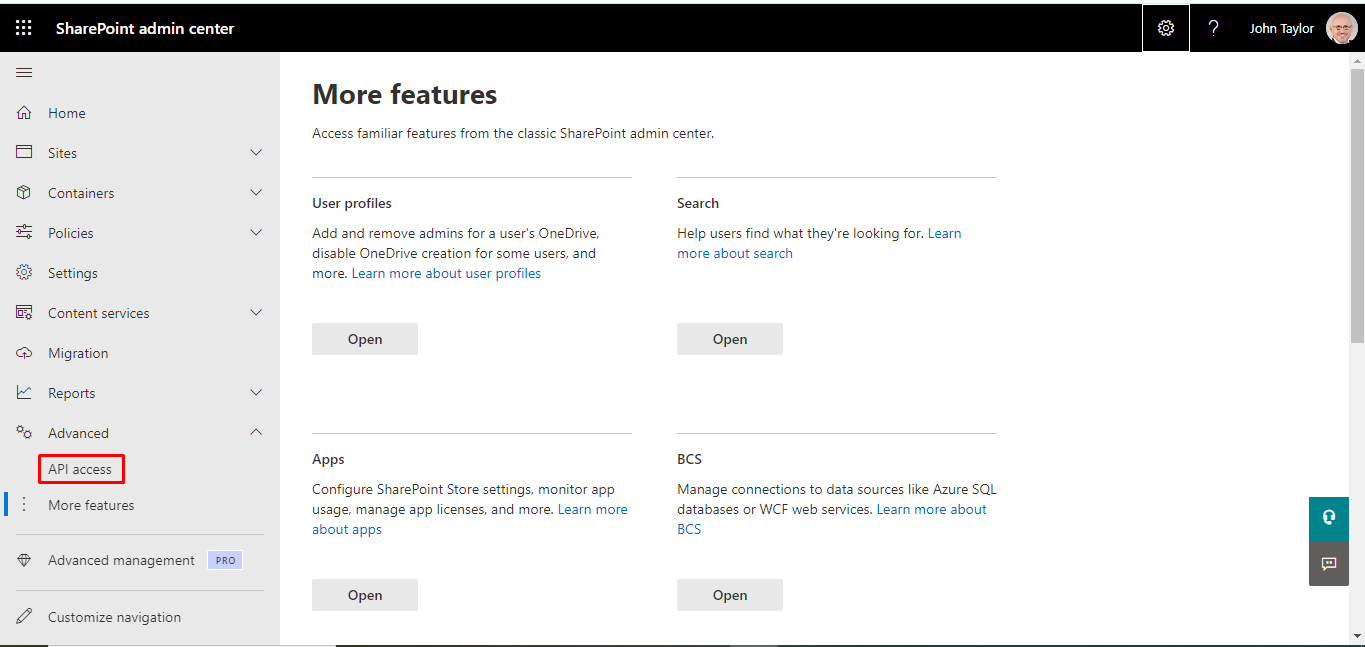 SharePoint admin center
?
John Taylor
Home
Sites
Containers
Policies
Settings
Content services
Migration
Reports
Advanced
API access
More features
Advanced management PRO
Customize navigation
More features
Access familiar features from the classic SharePoint admin center.
User profiles
Add and remove admins for a user's OneDrive,
disable OneDrive creation for some users, and
more. Learn more about user profiles
Open
Search
Help users find what they're looking for. Learn
more about search
Open
Apps
Configure SharePoint Store settings, monitor app
usage, manage app licenses, and more. Learn more
about apps
Open
BCS
Manage connections to data sources like Azure SQL
databases or WCF web services. Learn more about
BCS
Open